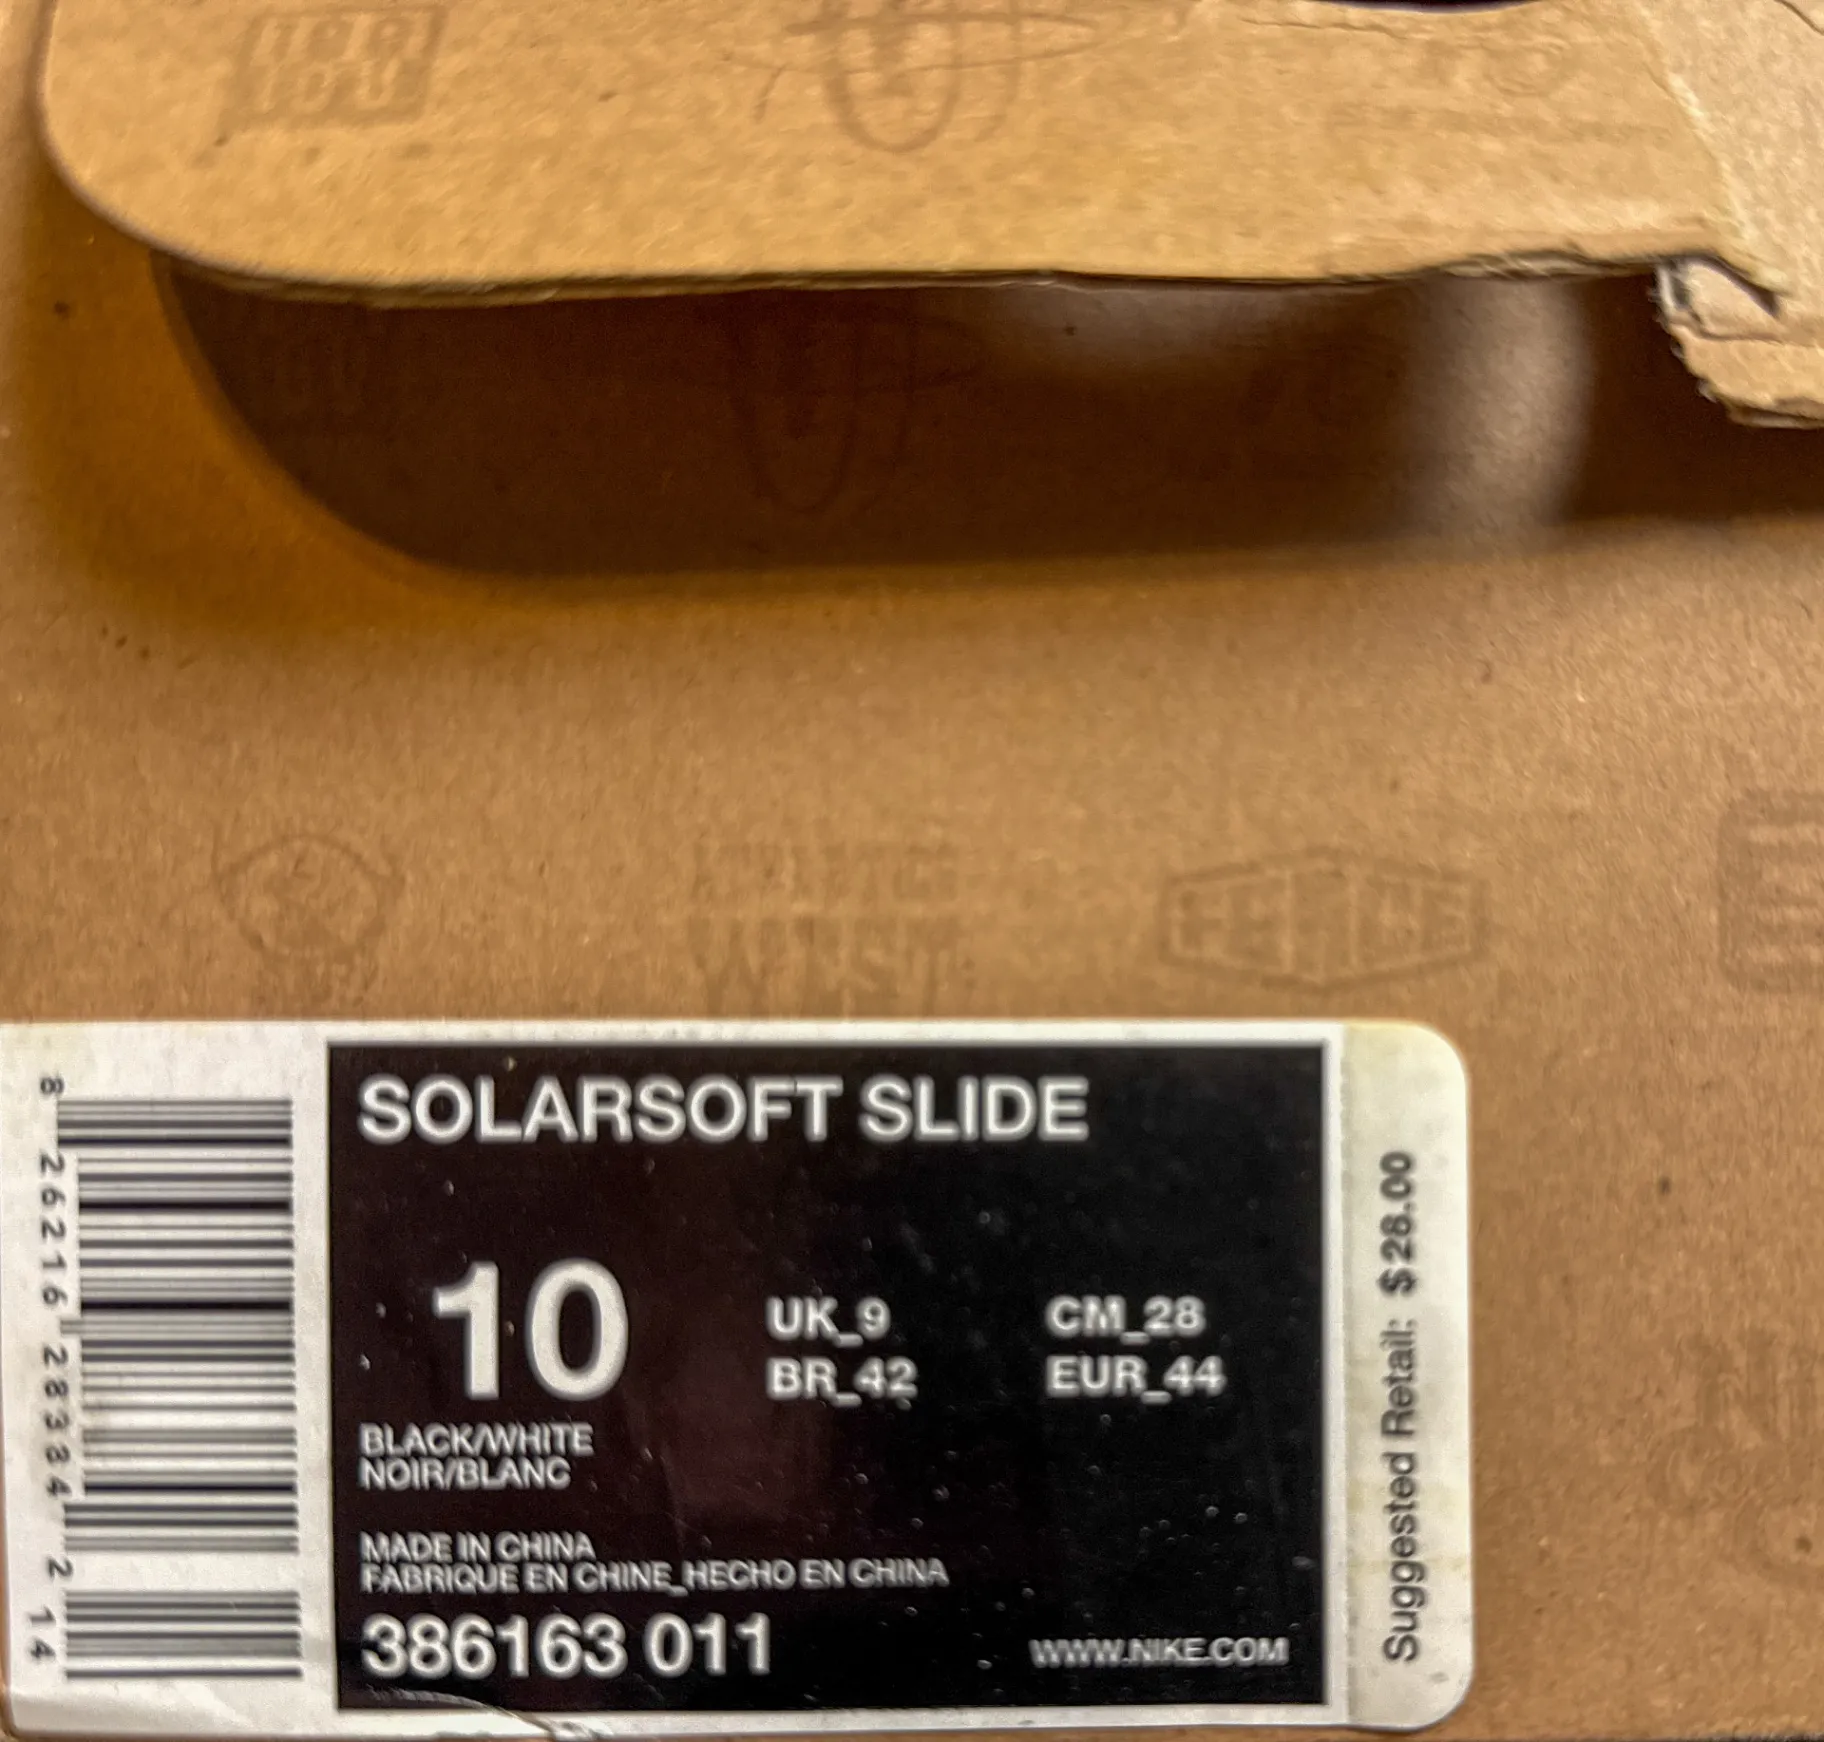 8 26216 28384 2 14
SOLARSOFT SLIDE
10
UK_9 CM_28
BR_42 EUR_44
BLACK/WHITE
NOIR/BLANC
MADE IN CHINA
FABRIQUE EN CHINE_HECHO EN CHINA
386163 011
WWW.NIKE.COM
Suggested Retail: $28.00